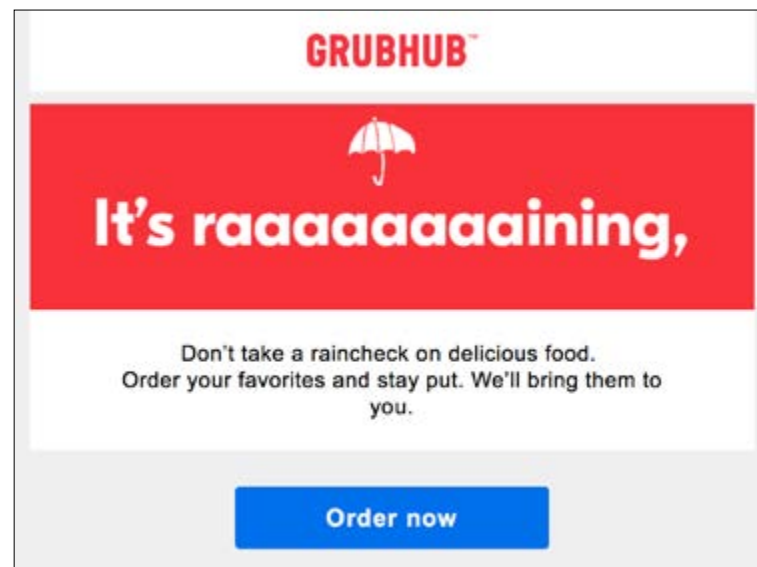 GRUBHUB™
It's raaaaaaaaaining,
Don't take a raincheck on delicious food.
Order your favorites and stay put. We'll bring them to
you.
Order now